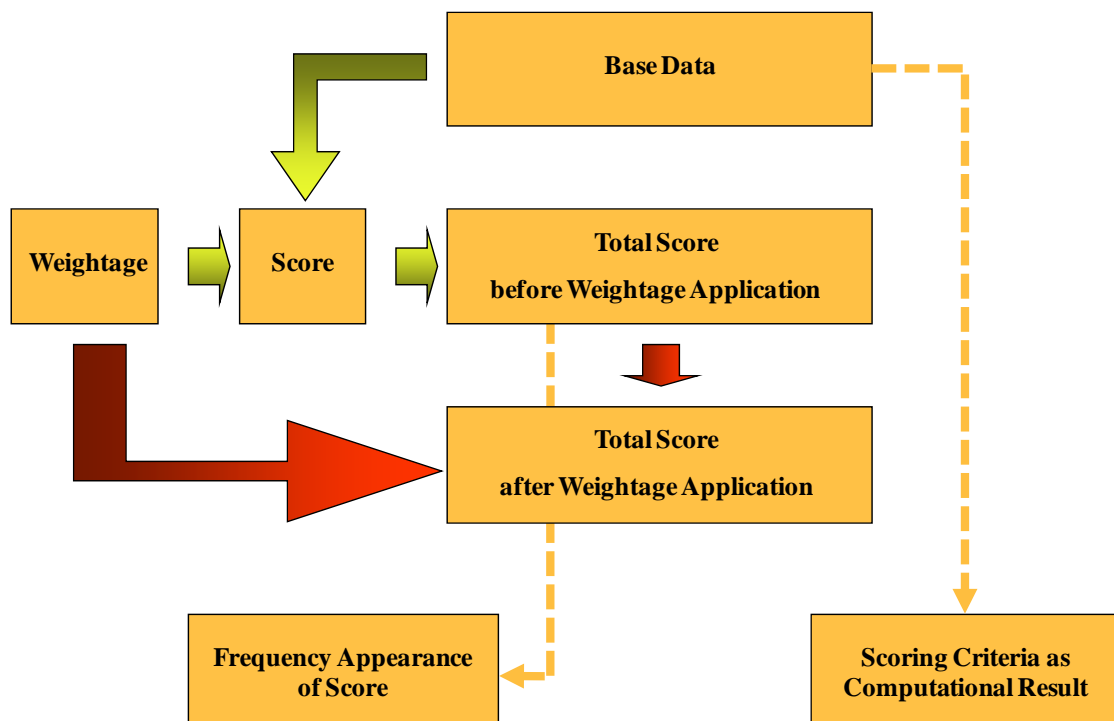 Base Data
Weightage
Score
Total Score
before Weightage Application
Total Score
after Weightage Application
Frequency Appearance
of Score
Scoring Criteria as
Computational Result